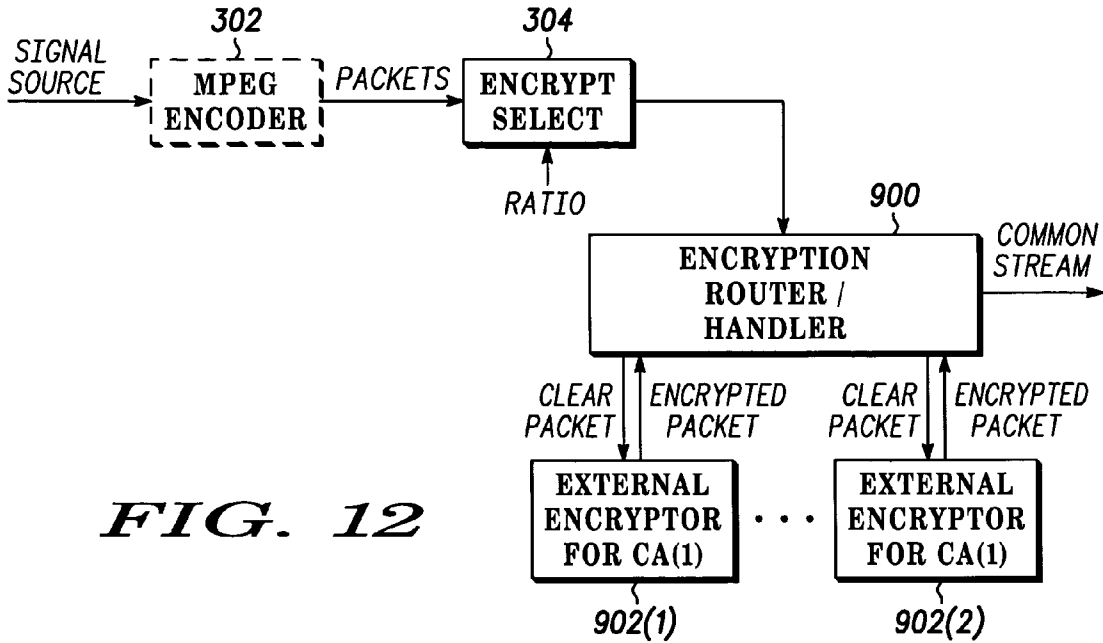 302
304
SIGNAL
SOURCE
MPEG
ENCODER
PACKETS
ENCRYPT
SELECT
RATIO
900
ENCRYPTION
ROUTER /
HANDLER
COMMON
STREAM
CLEAR
PACKET
ENCRYPTED
PACKET
CLEAR
PACKET
ENCRYPTED
PACKET
EXTERNAL
ENCRYPTOR
FOR CA(1)
• • •
EXTERNAL
ENCRYPTOR
FOR CA(1)
902(1)
902(2)
FIG. 12